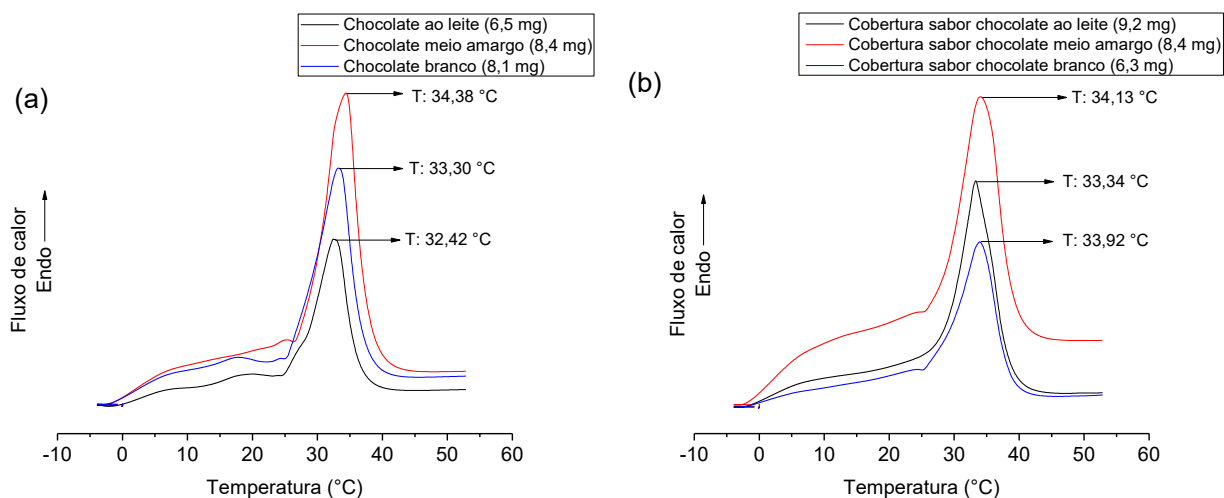 Chocolate ao leite (6,5 mg)
Chocolate meio amargo (8,4 mg)
Chocolate branco (8,1 mg)
(a)
T: 34,38 °C
T: 33,30 °C
T: 32,42 °C
Fluxo de calor
Endo
-10 0 10 20 30 40 50 60
Temperatura (°C)
Cobertura sabor chocolate ao leite (9,2 mg)
Cobertura sabor chocolate meio amargo (8,4 mg)
Cobertura sabor chocolate branco (6,3 mg)
(b)
T: 34,13 °C
T: 33,34 °C
T: 33,92 °C
Fluxo de calor
Endo
-10 0 10 20 30 40 50 60
Temperatura (°C)